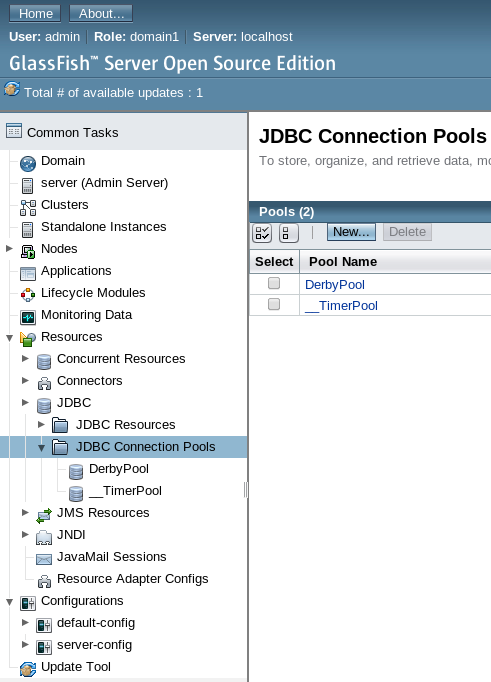 Home About...
User: admin Role: domain1 Server: localhost
GlassFish™ Server Open Source Edition
Total # of available updates : 1
Common Tasks
Domain
server (Admin Server)
Clusters
Standalone Instances
Nodes
Applications
Lifecycle Modules
Monitoring Data
Resources
Concurrent Resources
Connectors
JDBC
JDBC Resources
JDBC Connection Pools
DerbyPool
__TimerPool
JMS Resources
JNDI
JavaMail Sessions
Resource Adapter Configs
Configurations
default-config
server-config
Update Tool
JDBC Connection Pools
To store, organize, and retrieve data, mo
Pools (2)
New... Delete
Select Pool Name
DerbyPool
__TimerPool